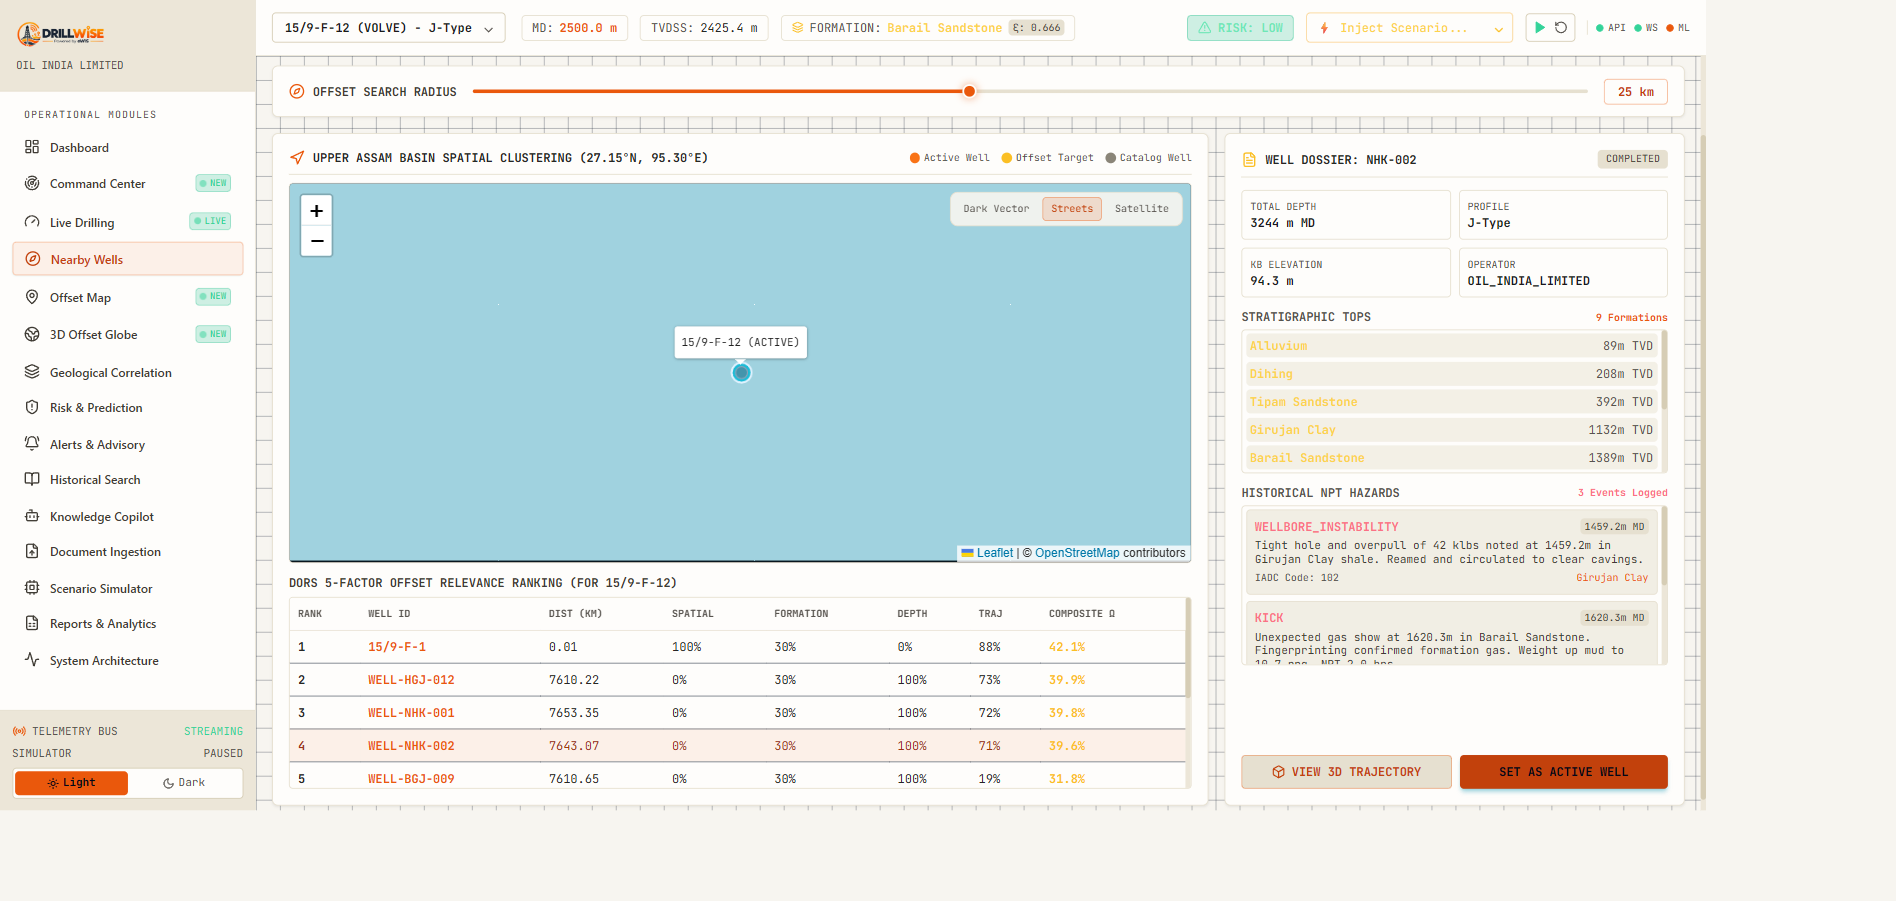 DRILLWISE
OIL INDIA LIMITED
15/9-F-12 (VOLVE) - J-Type
MD: 2500.0 m
TVDSS: 2425.4 m
FORMATION: Barail Sandstone ξ: 0.666
RISK: LOW
Inject Scenario...
API WS ML
OPERATIONAL MODULES
Dashboard
Command Center NEW
Live Drilling LIVE
Nearby Wells
Offset Map NEW
3D Offset Globe NEW
Geological Correlation
Risk & Prediction
Alerts & Advisory
Historical Search
Knowledge Copilot
Document Ingestion
Scenario Simulator
Reports & Analytics
System Architecture
TELEMETRY BUS STREAMING
SIMULATOR PAUSED
Light Dark
OFFSET SEARCH RADIUS 25 km
UPPER ASSAM BASIN SPATIAL CLUSTERING (27.15°N, 95.30°E)
Active Well Offset Target Catalog Well
+
−
Dark Vector Streets Satellite
15/9-F-12 (ACTIVE)
Leaflet | © OpenStreetMap contributors
DORS 5-FACTOR OFFSET RELEVANCE RANKING (FOR 15/9-F-12)
RANK WELL ID DIST (KM) SPATIAL FORMATION DEPTH TRAJ COMPOSITE Ω
1 15/9-F-1 0.01 100% 30% 0% 88% 42.1%
2 WELL-HGJ-012 7610.22 0% 30% 100% 73% 39.9%
3 WELL-NHK-001 7653.35 0% 30% 100% 72% 39.8%
4 WELL-NHK-002 7643.07 0% 30% 100% 71% 39.6%
5 WELL-BGJ-009 7610.65 0% 30% 100% 19% 31.8%
WELL DOSSIER: NHK-002 COMPLETED
TOTAL DEPTH
3244 m MD
PROFILE
J-Type
KB ELEVATION
94.3 m
OPERATOR
OIL_INDIA_LIMITED
STRATIGRAPHIC TOPS 9 Formations
Alluvium 89m TVD
Dihing 208m TVD
Tipam Sandstone 392m TVD
Girujan Clay 1132m TVD
Barail Sandstone 1389m TVD
HISTORICAL NPT HAZARDS 3 Events Logged
WELLBORE_INSTABILITY 1459.2m MD
Tight hole and overpull of 42 klbs noted at 1459.2m in
Girujan Clay shale. Reamed and circulated to clear cavings.
IADC Code: 102 Girujan Clay
KICK 1620.3m MD
Unexpected gas show at 1620.3m in Barail Sandstone.
Fingerprinting confirmed formation gas. Weight up mud to
VIEW 3D TRAJECTORY
SET AS ACTIVE WELL